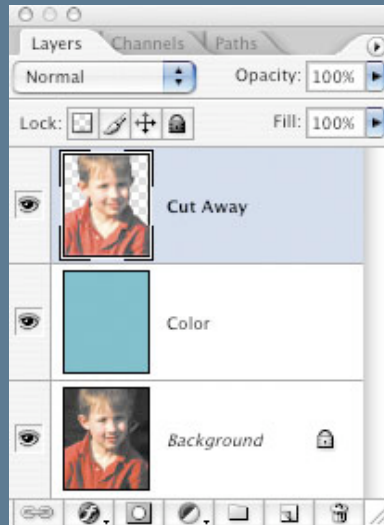 Layers Channels Paths
Normal Opacity: 100%
Lock: Fill: 100%
Cut Away
Color
Background